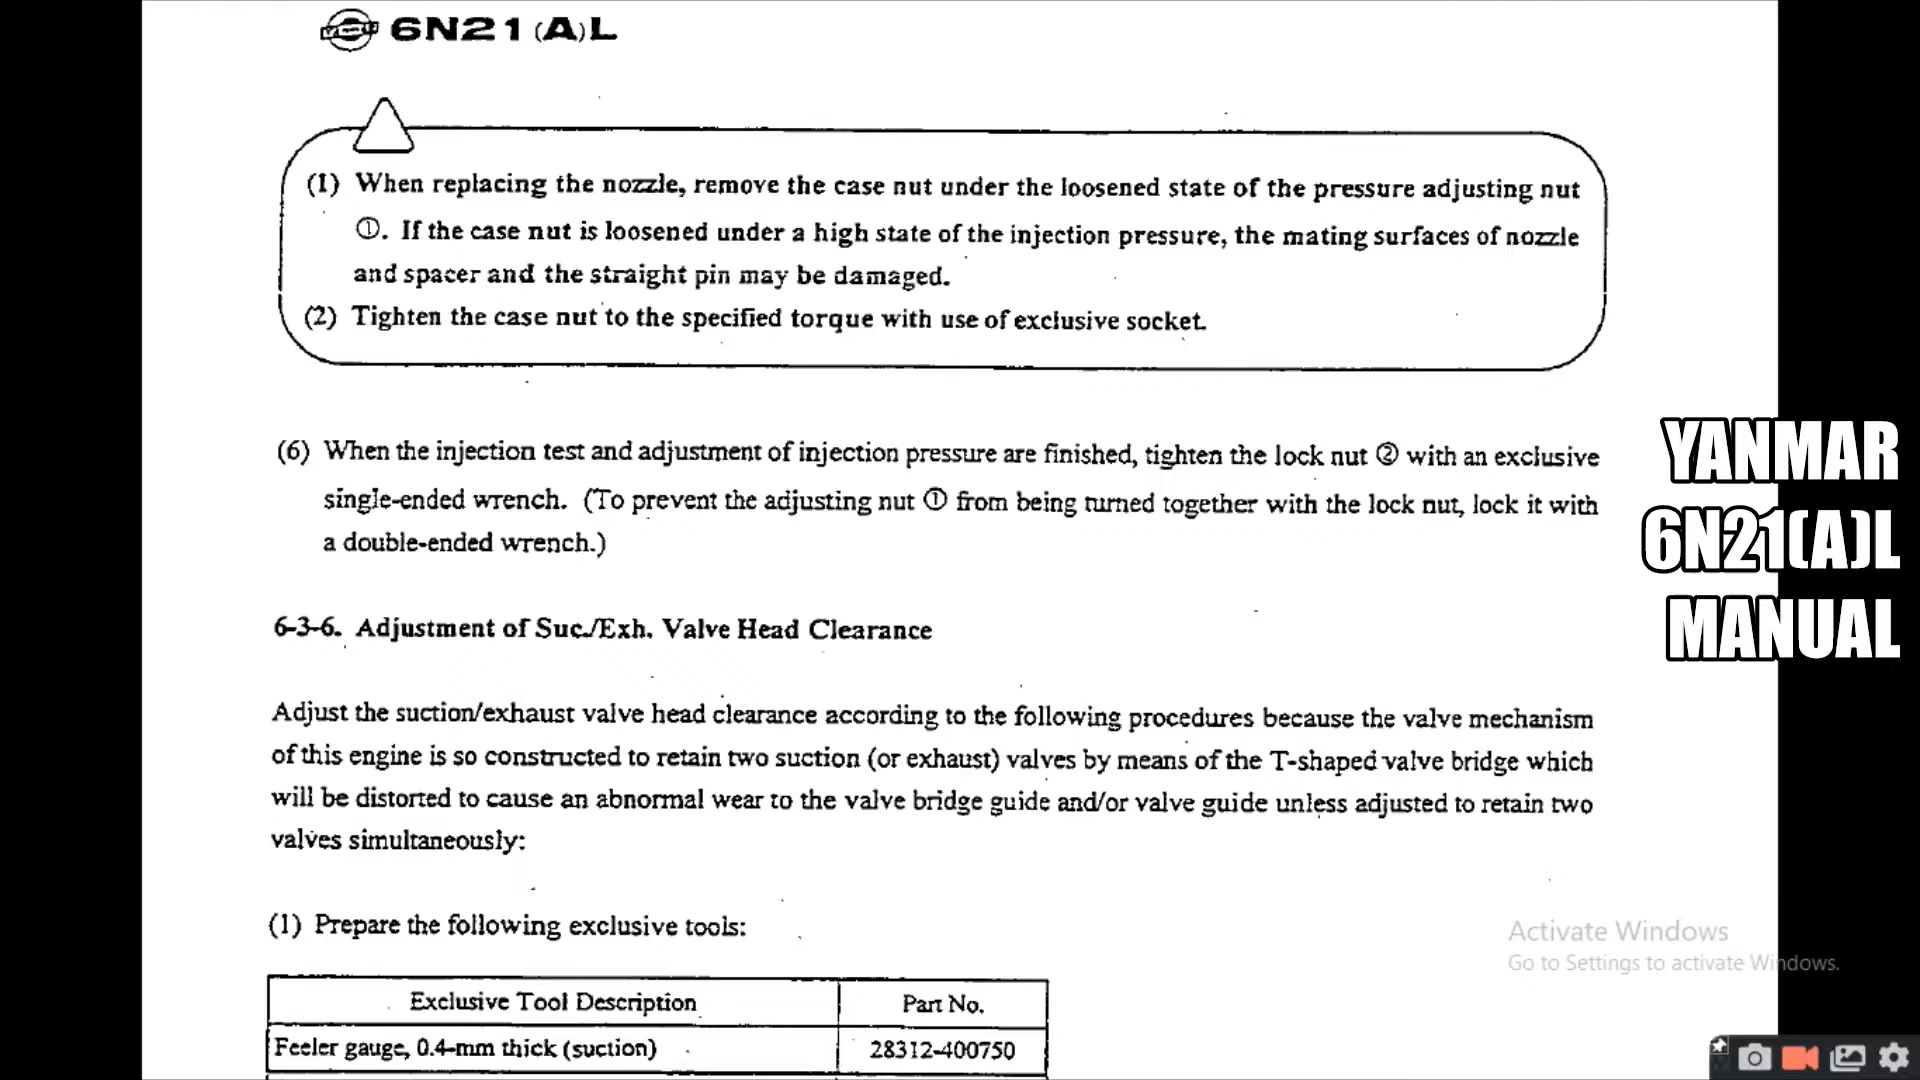 6N21(A)L
(1) When replacing the nozzle, remove the case nut under the loosened state of the pressure adjusting nut
①. If the case nut is loosened under a high state of the injection pressure, the mating surfaces of nozzle
and spacer and the straight pin may be damaged.
(2) Tighten the case nut to the specified torque with use of exclusive socket.
(6) When the injection test and adjustment of injection pressure are finished, tighten the lock nut ② with an exclusive
single-ended wrench. (To prevent the adjusting nut ① from being turned together with the lock nut, lock it with
a double-ended wrench.)
6-3-6. Adjustment of Suc./Exh. Valve Head Clearance
Adjust the suction/exhaust valve head clearance according to the following procedures because the valve mechanism
of this engine is so constructed to retain two suction (or exhaust) valves by means of the T-shaped valve bridge which
will be distorted to cause an abnormal wear to the valve bridge guide and/or valve guide unless adjusted to retain two
valves simultaneously:
(1) Prepare the following exclusive tools:
Exclusive Tool Description Part No.
Feeler gauge, 0.4-mm thick (suction) 28312-400750
YANMAR
6N21(A)L
MANUAL
Activate Windows
Go to Settings to activate Windows.